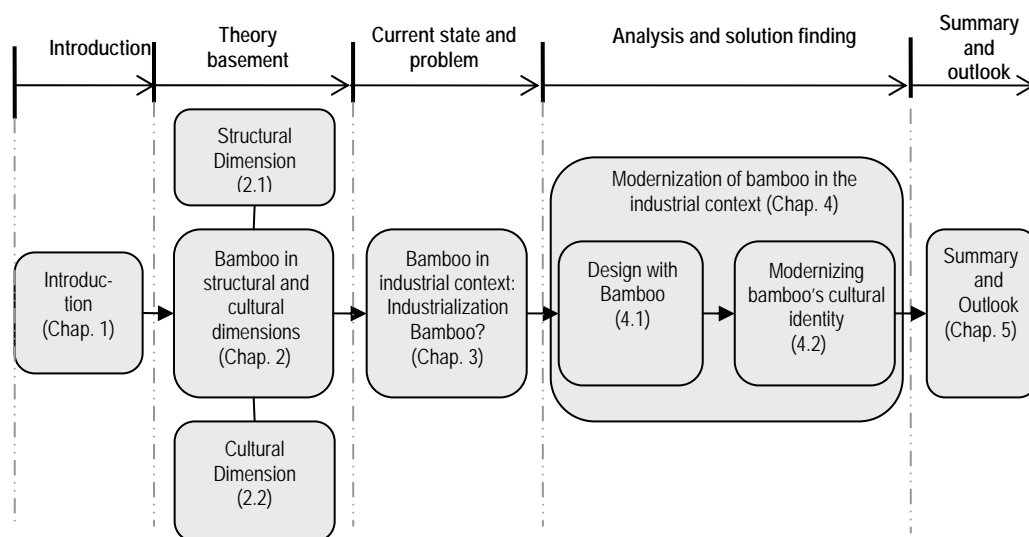 Introduction
Theory
basement
Current state and
problem
Analysis and solution finding
Summary
and
outlook
Structural
Dimension
(2.1)
Introduc-
tion
(Chap. 1)
Bamboo in
structural and
cultural
dimensions
(Chap. 2)
Cultural
Dimension
(2.2)
Bamboo in
industrial context:
Industrialization
Bamboo?
(Chap. 3)
Modernization of bamboo in the
industrial context (Chap. 4)
Design with
Bamboo
(4.1)
Modernizing
bamboo's cultural
identity
(4.2)
Summary
and
Outlook
(Chap. 5)